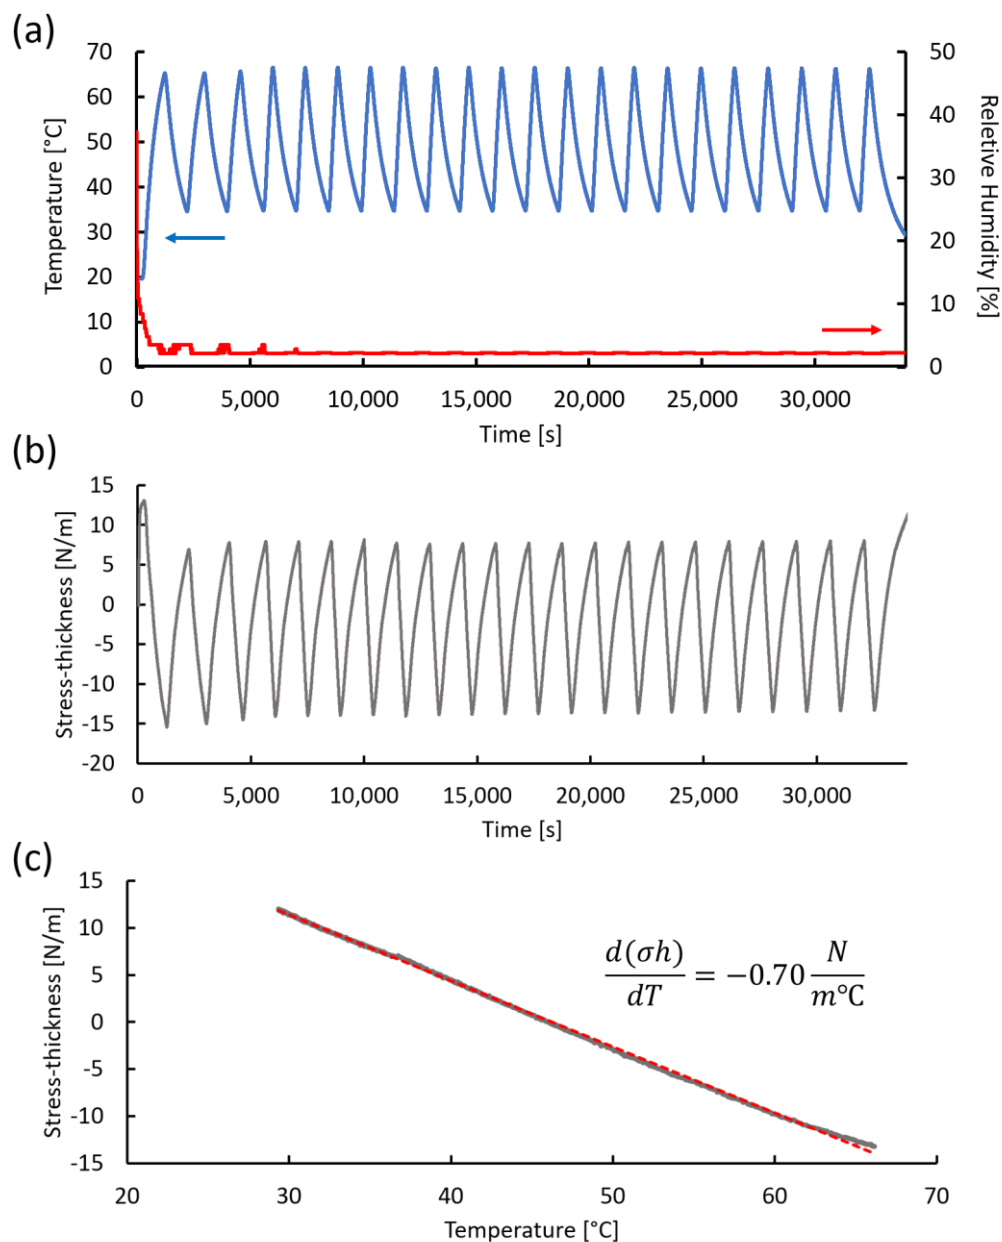 (a)
70
60
50
40
30
20
10
0
Temperature [°C]
50
40
30
20
10
0
Reletive Humidity [%]
0 5,000 10,000 15,000 20,000 25,000 30,000
Time [s]
(b)
15
10
5
0
-5
-10
-15
-20
Stress-thickness [N/m]
0 5,000 10,000 15,000 20,000 25,000 30,000
Time [s]
(c)
15
10
5
0
-5
-10
-15
Stress-thickness [N/m]
d(σh)/dT = −0.70 N/m°C
20 30 40 50 60 70
Temperature [°C]